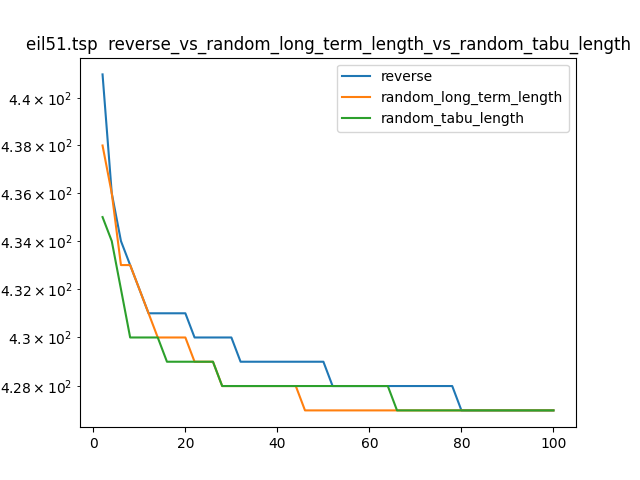 eil51.tsp  reverse_vs_random_long_term_length_vs_random_tabu_length
reverse
random_long_term_length
random_tabu_length
4.4 × 10²
4.38 × 10²
4.36 × 10²
4.34 × 10²
4.32 × 10²
4.3 × 10²
4.28 × 10²
0 20 40 60 80 100